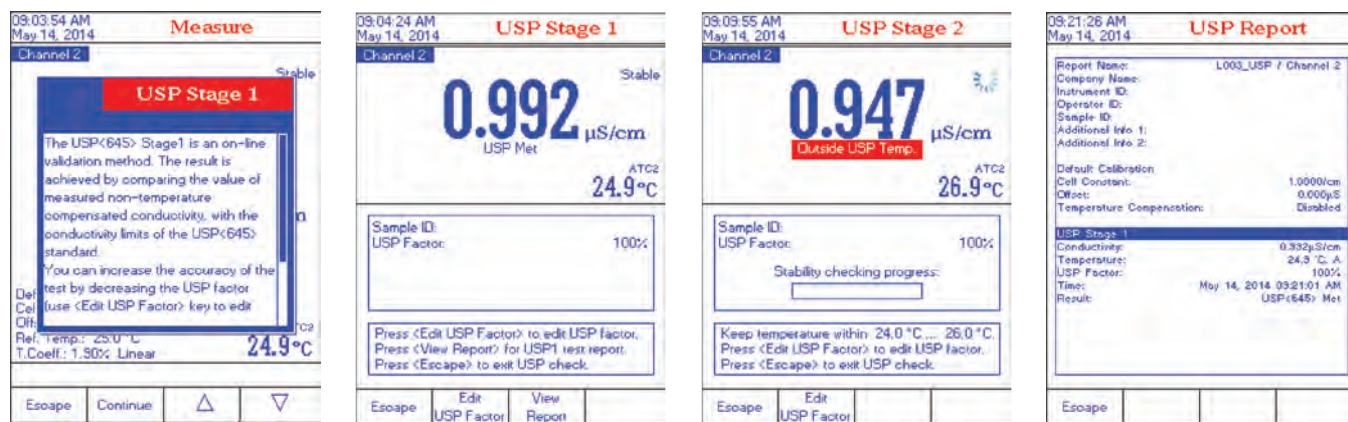 09:03:54 AM
May 14, 2014
Measure
Channel 2
Stable
USP Stage 1
The USP<645> Stage1 is an on-line
validation method. The result is
achieved by comparing the value of
measured non-temperature
compensated conductivity, with the
conductivity limits of the USP<645>
standard.
You can increase the accuracy of the
test by decreasing the USP factor
(use <Edit USP Factor> key to edit
Ref. Temp.: 25.0 °C
T.Coeff.: 1.90% Linear
24.9°C
Escape
Continue
09:04:24 AM
May 14, 2014
USP Stage 1
Channel 2
Stable
0.992 µS/cm
USP Met
ATC2
24.9°C
Sample ID:
USP Factor: 100%
Press <Edit USP Factor> to edit USP factor.
Press <View Report> for USP1 test report.
Press <Escape> to exit USP check.
Escape
Edit
USP Factor
View
Report
09:09:55 AM
May 14, 2014
USP Stage 2
Channel 2
0.947 µS/cm
Outside USP Temp.
ATC2
26.9°C
Sample ID:
USP Factor: 100%
Stability checking progress:
Keep temperature within 24.0 °C ... 26.0 °C.
Press <Edit USP Factor> to edit USP factor.
Press <Escape> to exit USP check.
Escape
Edit
USP Factor
09:21:26 AM
May 14, 2014
USP Report
Report Name: L003_USP / Channel 2
Company Name:
Instrument ID:
Operator ID:
Sample ID:
Additional Info 1:
Additional Info 2:
Default Calibration
Cell Constant: 1.0000/cm
Offset: 0.000µS
Temperature Compensation: Disabled
USP Stage 1
Conductivity:
Temperature: 24.9 °C, A
USP Factor: 100%
Time: May 14, 2014
Result: USP<645> Met
Escape